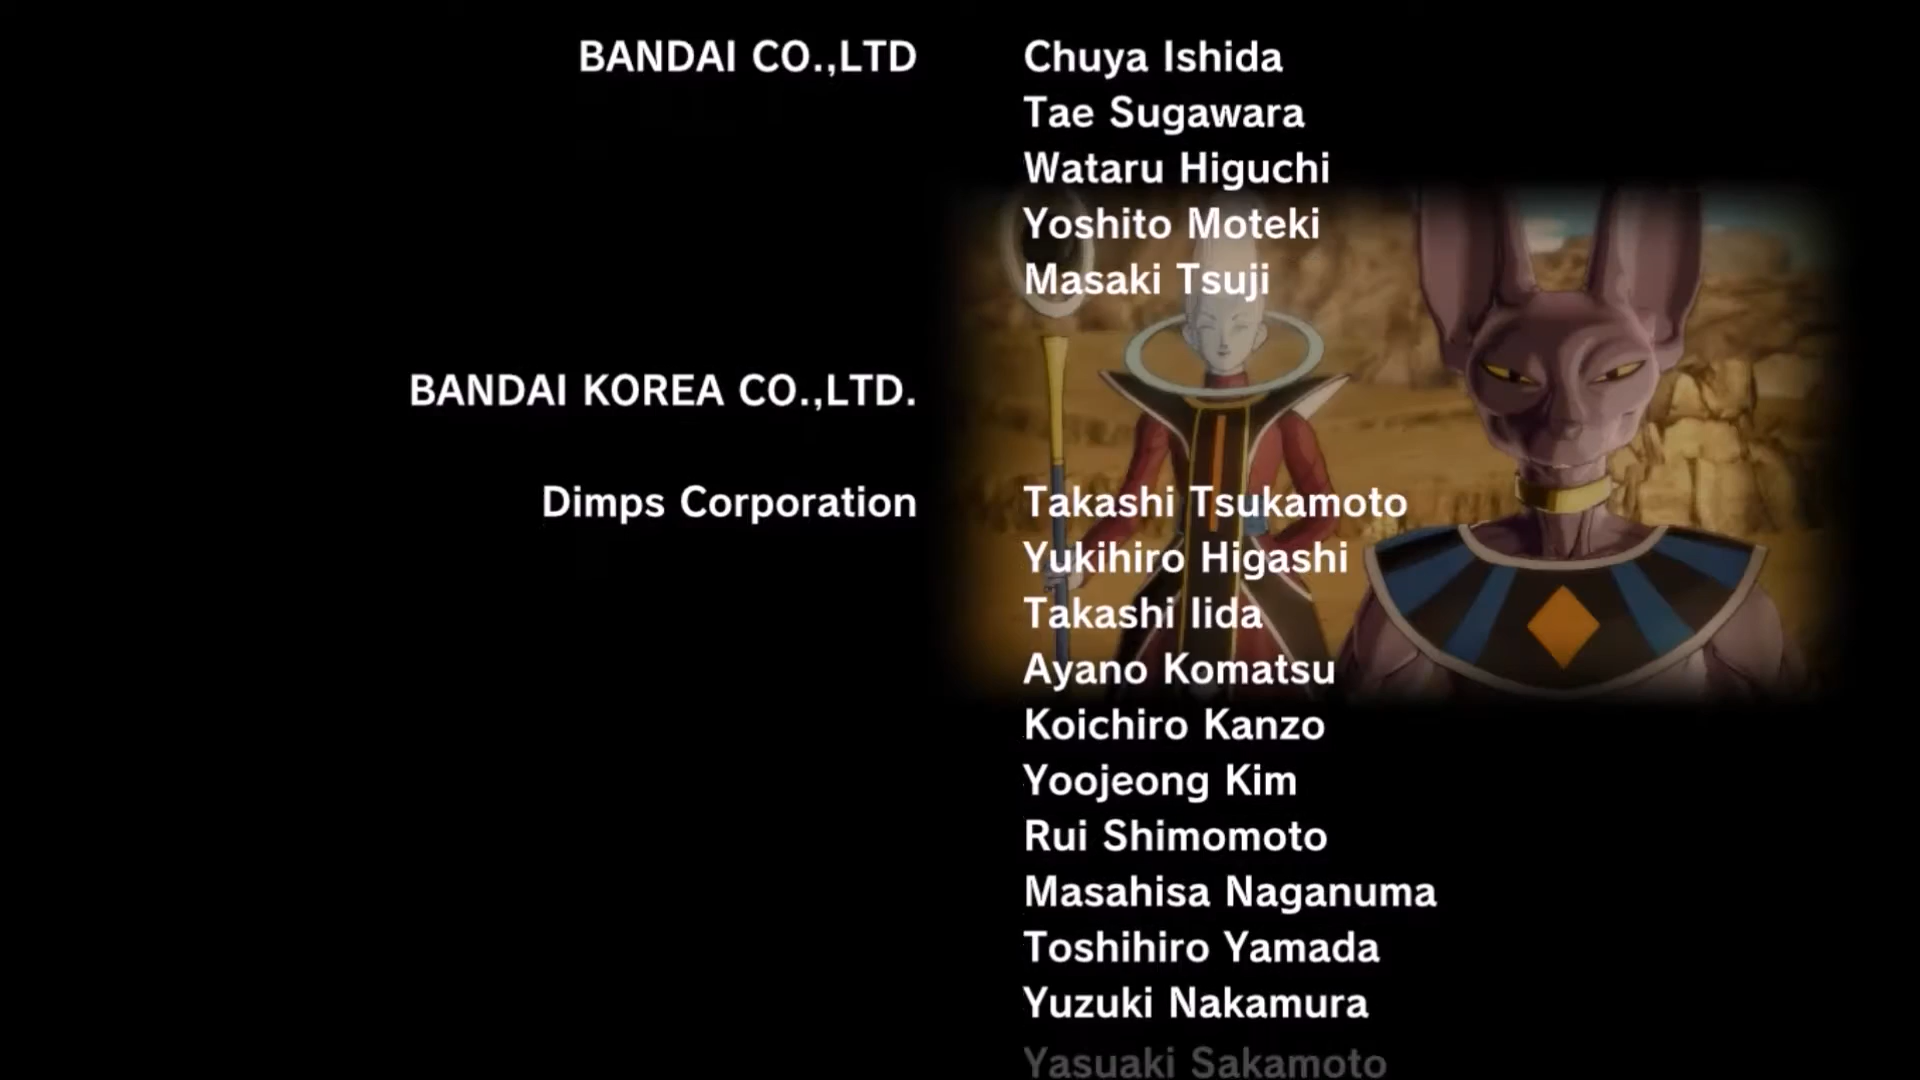 BANDAI CO.,LTD Chuya Ishida
Tae Sugawara
Wataru Higuchi
Yoshito Moteki
Masaki Tsuji
BANDAI KOREA CO.,LTD.
Dimps Corporation Takashi Tsukamoto
Yukihiro Higashi
Takashi Iida
Ayano Komatsu
Koichiro Kanzo
Yoojeong Kim
Rui Shimomoto
Masahisa Naganuma
Toshihiro Yamada
Yuzuki Nakamura
Yasuaki Sakamoto